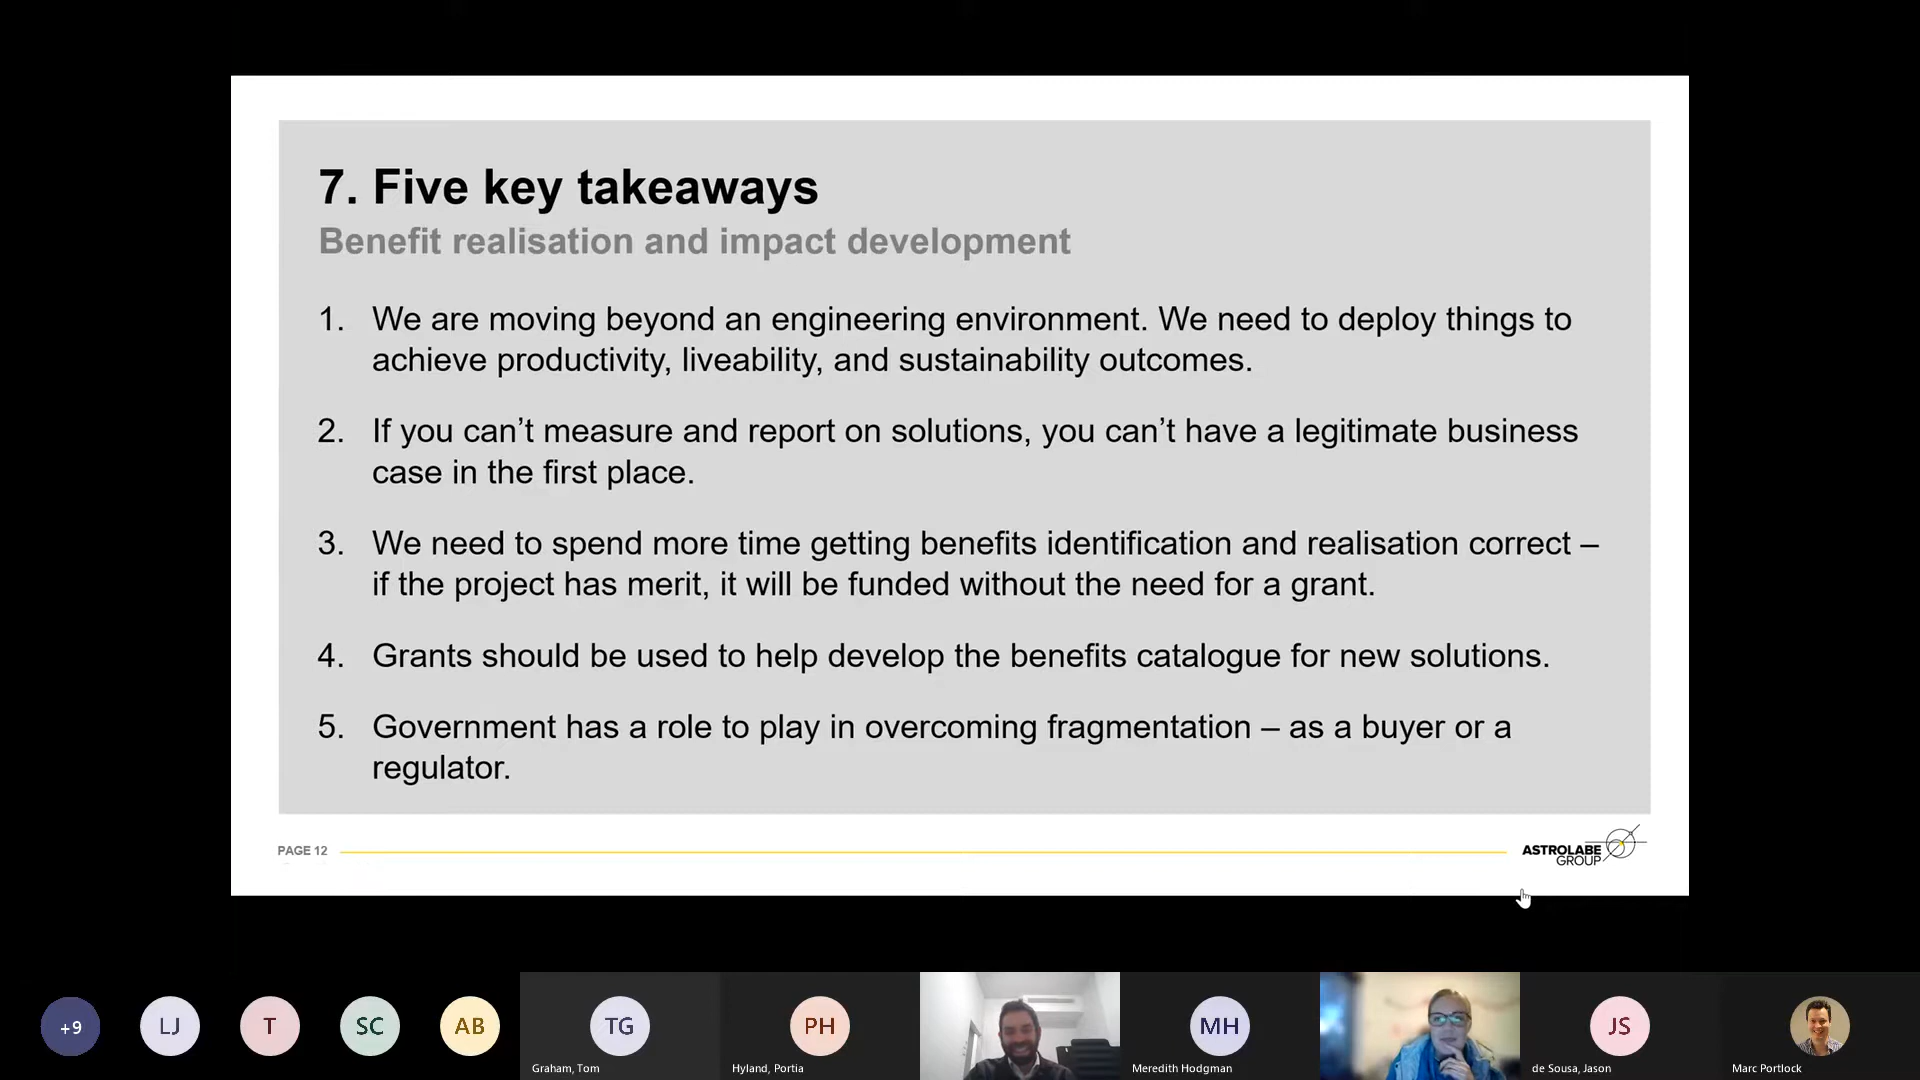 7. Five key takeaways
Benefit realisation and impact development
1. We are moving beyond an engineering environment. We need to deploy things to
achieve productivity, liveability, and sustainability outcomes.
2. If you can’t measure and report on solutions, you can’t have a legitimate business
case in the first place.
3. We need to spend more time getting benefits identification and realisation correct –
if the project has merit, it will be funded without the need for a grant.
4. Grants should be used to help develop the benefits catalogue for new solutions.
5. Government has a role to play in overcoming fragmentation – as a buyer or a
regulator.
PAGE 12
ASTROLABE
GROUP
+9
LJ
T
SC
AB
TG
PH
MH
JS
Graham, Tom
Hyland, Portia
Meredith Hodgman
de Sousa, Jason
Marc Portlock